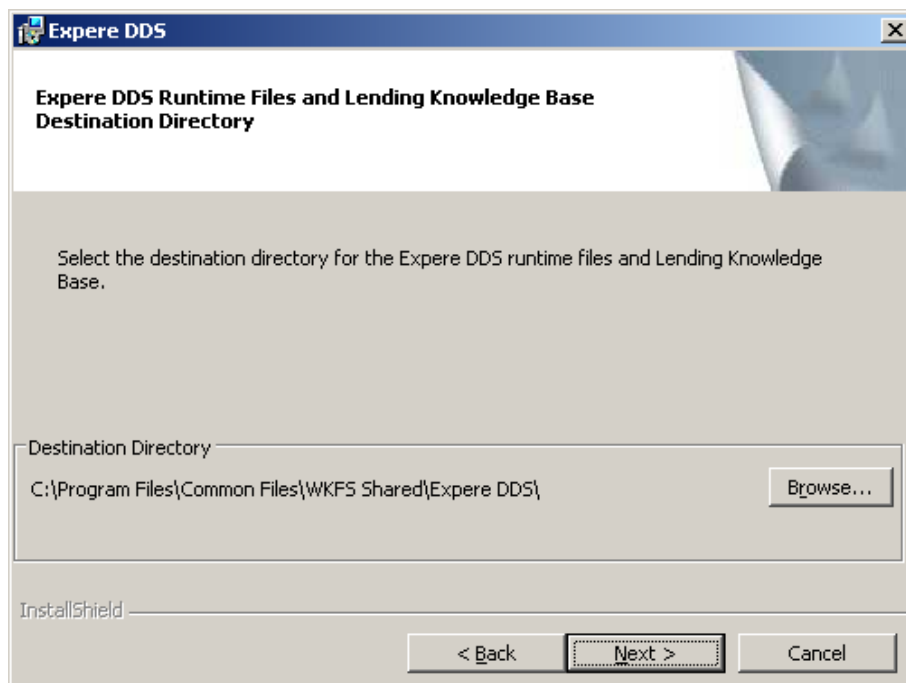 Expere DDS
Expere DDS Runtime Files and Lending Knowledge Base
Destination Directory
Select the destination directory for the Expere DDS runtime files and Lending Knowledge
Base.
Destination Directory
C:\Program Files\Common Files\WKFS Shared\Expere DDS\
Browse...
InstallShield
< Back
Next >
Cancel